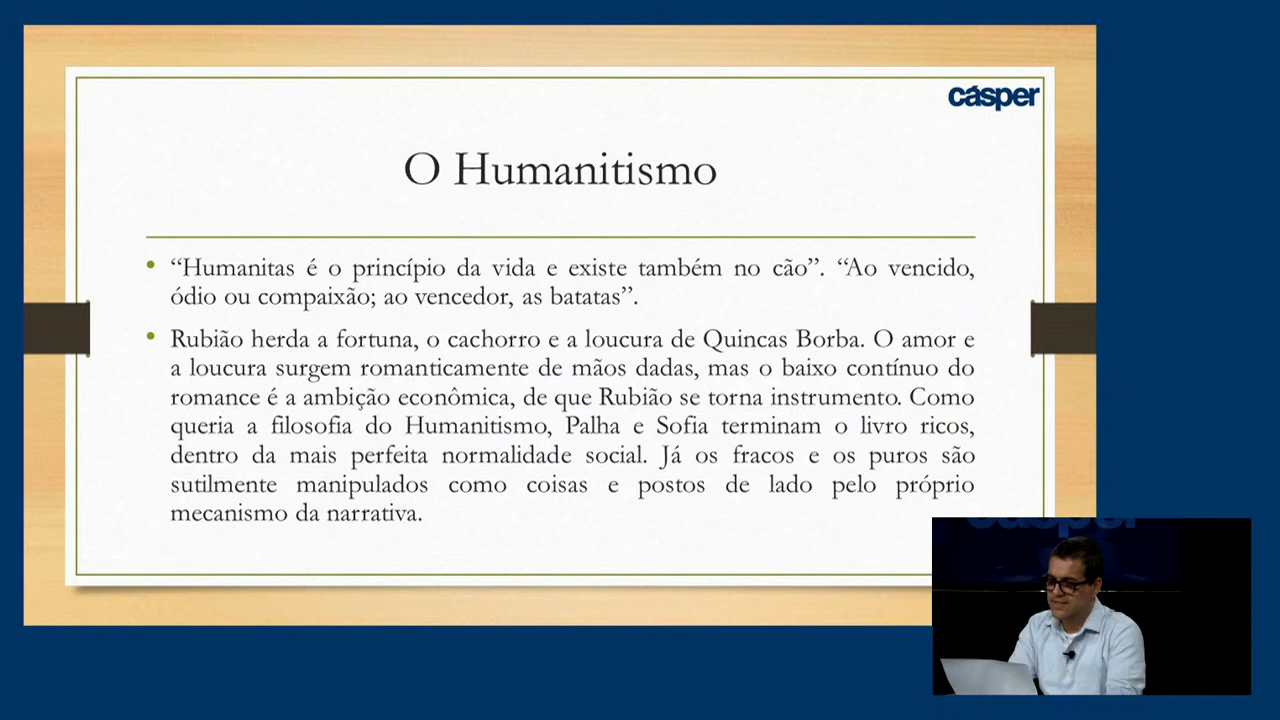 cásper
O Humanitismo
• “Humanitas é o princípio da vida e existe também no cão”. “Ao vencido,
ódio ou compaixão; ao vencedor, as batatas”.
• Rubião herda a fortuna, o cachorro e a loucura de Quincas Borba. O amor e
a loucura surgem romanticamente de mãos dadas, mas o baixo contínuo do
romance é a ambição econômica, de que Rubião se torna instrumento. Como
queria a filosofia do Humanitismo, Palha e Sofia terminam o livro ricos,
dentro da mais perfeita normalidade social. Já os fracos e os puros são
sutilmente manipulados como coisas e postos de lado pelo próprio
mecanismo da narrativa.
cásper